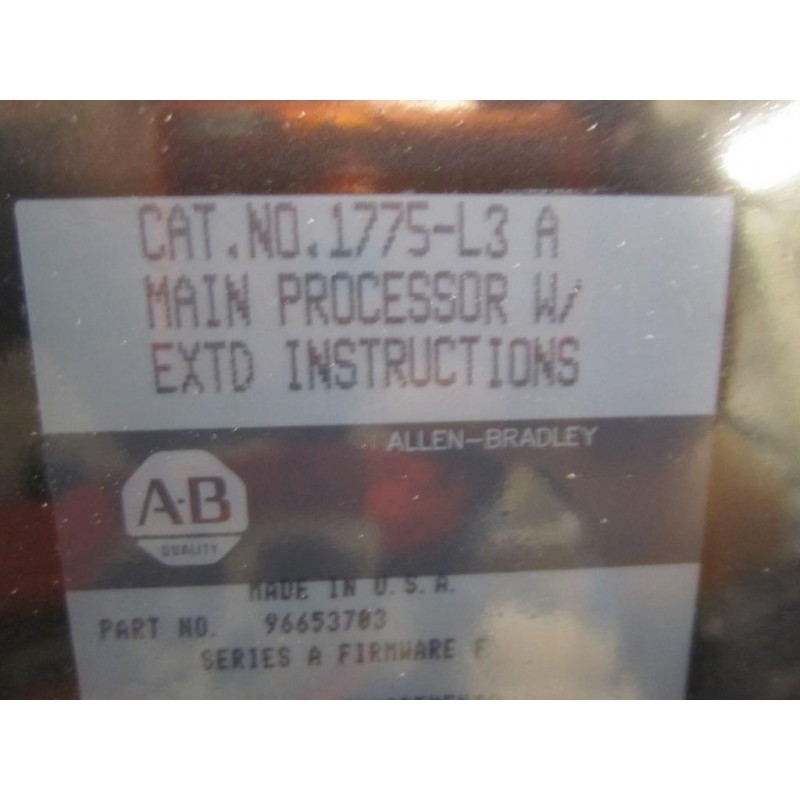 CAT.NO.1775-L3 A
MAIN PROCESSOR W/
EXTD INSTRUCTIONS
ALLEN-BRADLEY
A-B
QUALITY
MADE IN U.S.A.
PART NO. 96653703
SERIES A FIRMWARE F